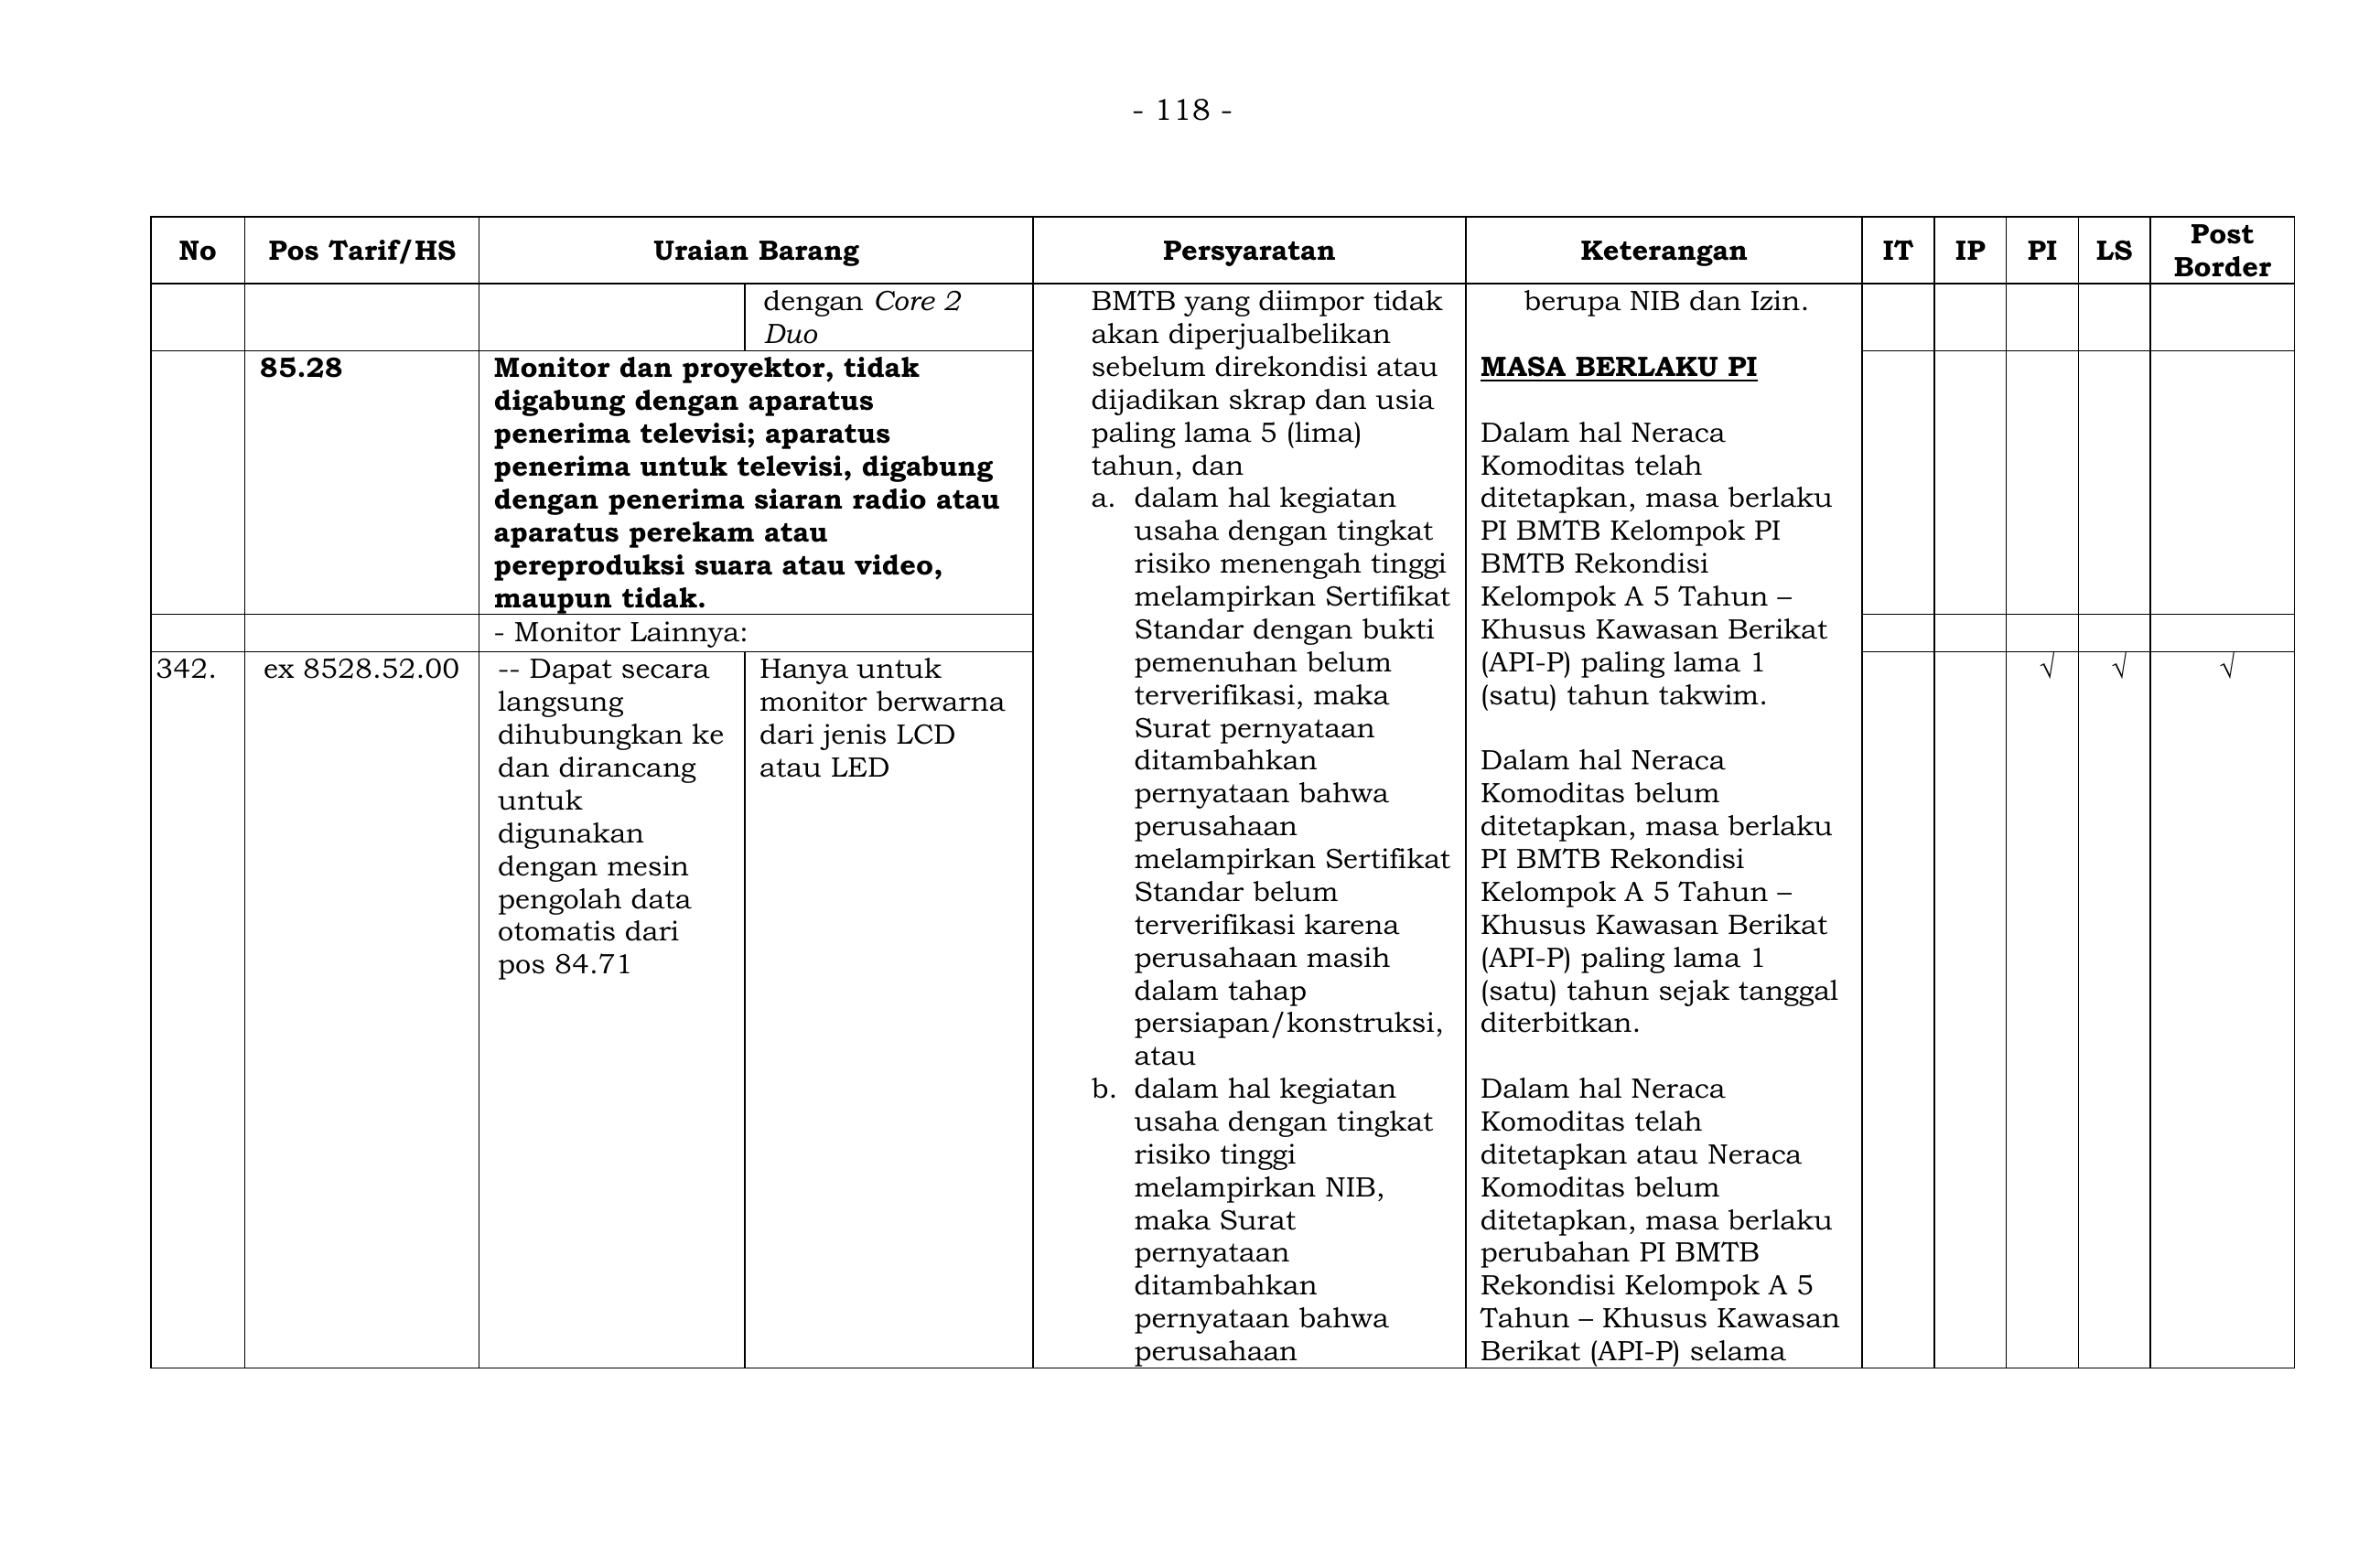 - 118 -
No
Pos Tarif/HS
Uraian Barang
Persyaratan
Keterangan
IT
IP
PI
LS
Post
Border
dengan Core 2
Duo
85.28
Monitor dan proyektor, tidak
digabung dengan aparatus
penerima televisi; aparatus
penerima untuk televisi, digabung
dengan penerima siaran radio atau
aparatus perekam atau
pereproduksi suara atau video,
maupun tidak.
- Monitor Lainnya:
342.
ex 8528.52.00
-- Dapat secara
langsung
dihubungkan ke
dan dirancang
untuk
digunakan
dengan mesin
pengolah data
otomatis dari
pos 84.71
Hanya untuk
monitor berwarna
dari jenis LCD
atau LED
BMTB yang diimpor tidak
akan diperjualbelikan
sebelum direkondisi atau
dijadikan skrap dan usia
paling lama 5 (lima)
tahun, dan
a. dalam hal kegiatan
usaha dengan tingkat
risiko menengah tinggi
melampirkan Sertifikat
Standar dengan bukti
pemenuhan belum
terverifikasi, maka
Surat pernyataan
ditambahkan
pernyataan bahwa
perusahaan
melampirkan Sertifikat
Standar belum
terverifikasi karena
perusahaan masih
dalam tahap
persiapan/konstruksi,
atau
b. dalam hal kegiatan
usaha dengan tingkat
risiko tinggi
melampirkan NIB,
maka Surat
pernyataan
ditambahkan
pernyataan bahwa
perusahaan
berupa NIB dan Izin.
MASA BERLAKU PI
Dalam hal Neraca
Komoditas telah
ditetapkan, masa berlaku
PI BMTB Kelompok PI
BMTB Rekondisi
Kelompok A 5 Tahun –
Khusus Kawasan Berikat
(API-P) paling lama 1
(satu) tahun takwim.
Dalam hal Neraca
Komoditas belum
ditetapkan, masa berlaku
PI BMTB Rekondisi
Kelompok A 5 Tahun –
Khusus Kawasan Berikat
(API-P) paling lama 1
(satu) tahun sejak tanggal
diterbitkan.
Dalam hal Neraca
Komoditas telah
ditetapkan atau Neraca
Komoditas belum
ditetapkan, masa berlaku
perubahan PI BMTB
Rekondisi Kelompok A 5
Tahun – Khusus Kawasan
Berikat (API-P) selama
√
√
√